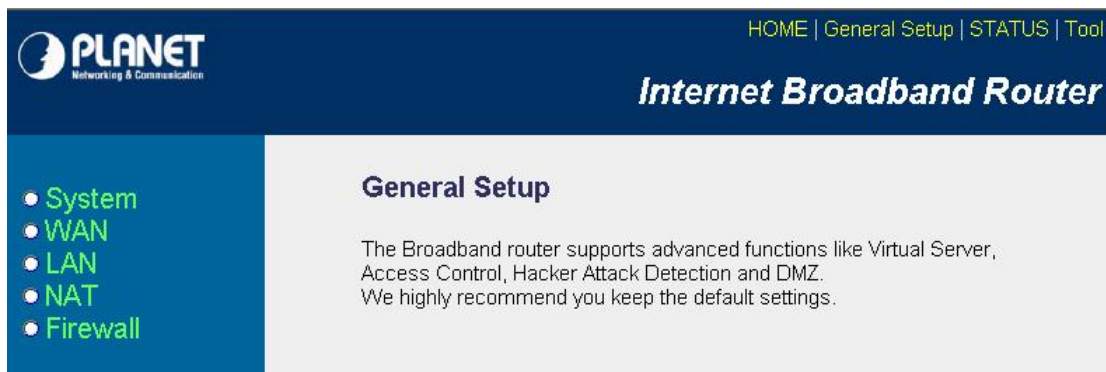 PLANET
Networking & Communication
HOME | General Setup | STATUS | Tool
Internet Broadband Router
System
WAN
LAN
NAT
Firewall
General Setup
The Broadband router supports advanced functions like Virtual Server,
Access Control, Hacker Attack Detection and DMZ.
We highly recommend you keep the default settings.